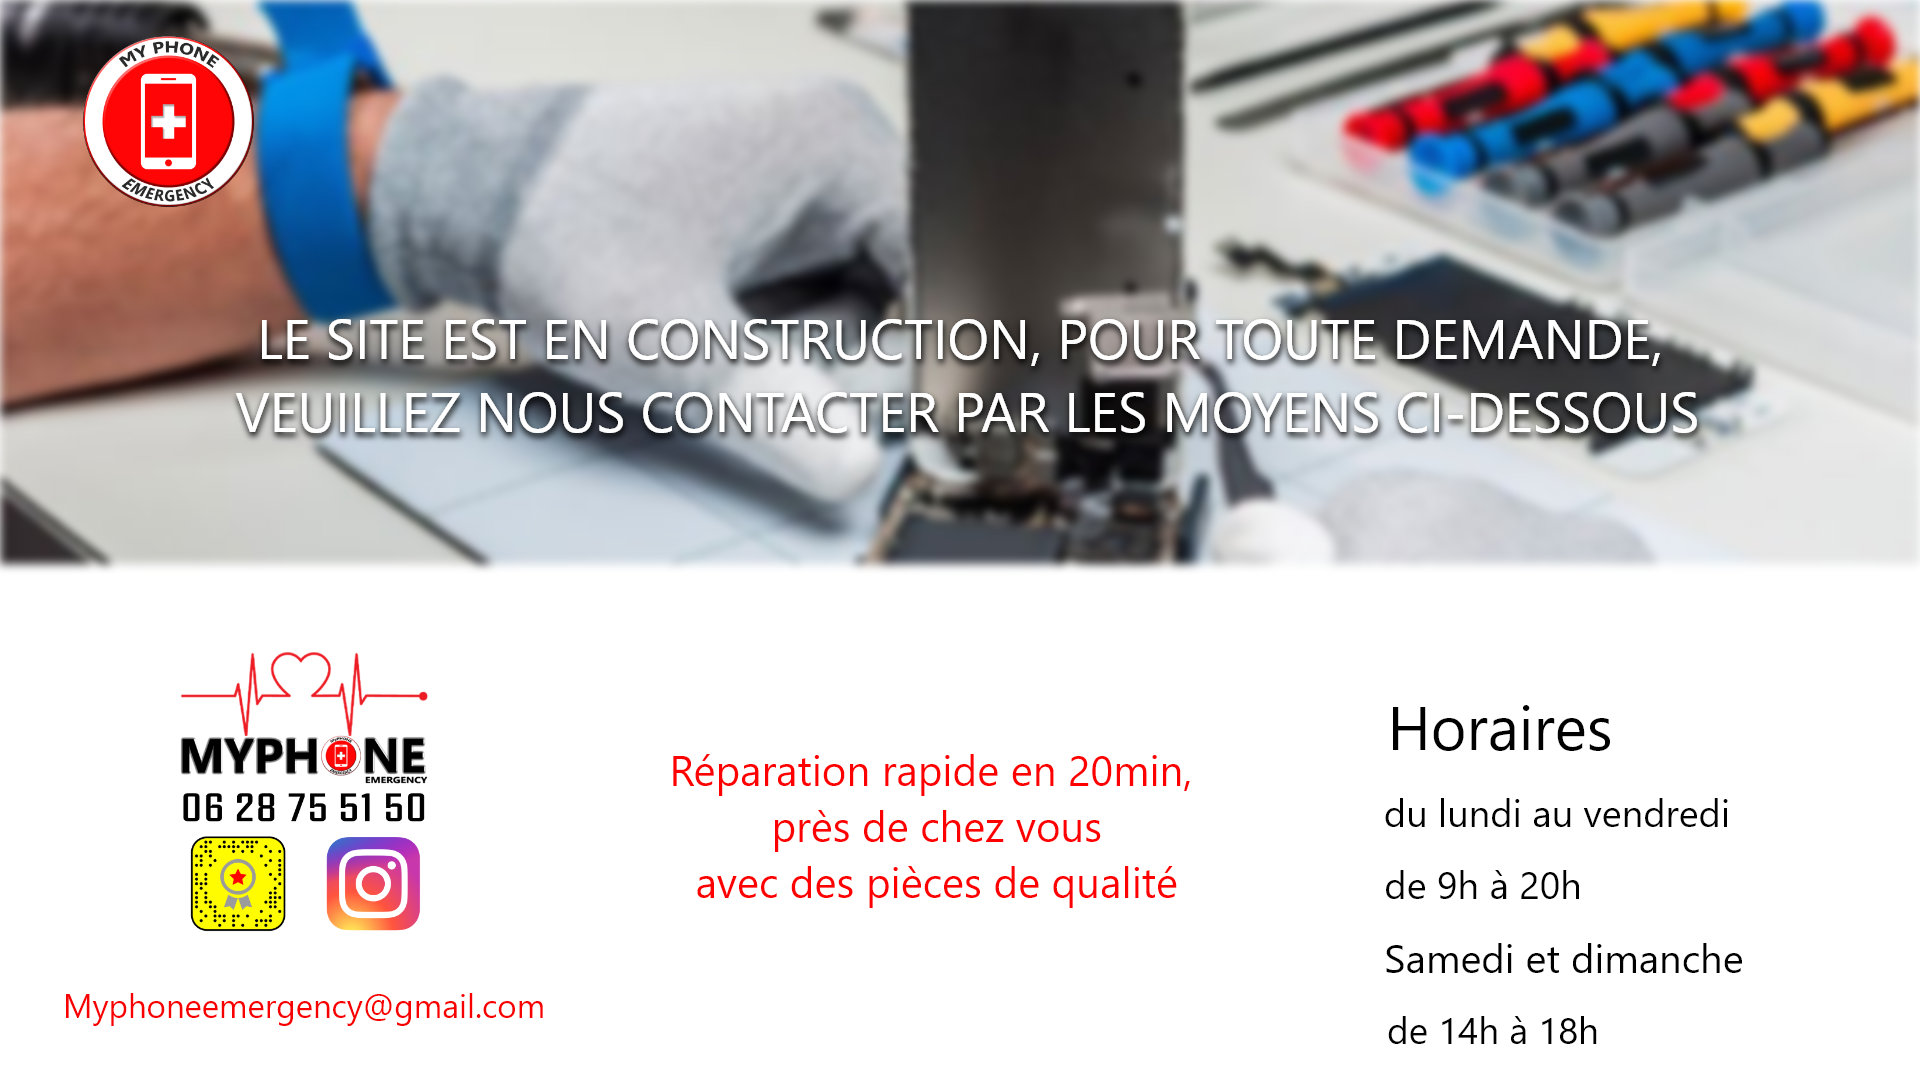 MY PHONE
EMERGENCY
LE SITE EST EN CONSTRUCTION, POUR TOUTE DEMANDE,
VEUILLEZ NOUS CONTACTER PAR LES MOYENS CI-DESSOUS
MYPHONE
EMERGENCY
06 28 75 51 50
Myphoneemergency@gmail.com
Réparation rapide en 20min,
près de chez vous
avec des pièces de qualité
Horaires
du lundi au vendredi
de 9h à 20h
Samedi et dimanche
de 14h à 18h